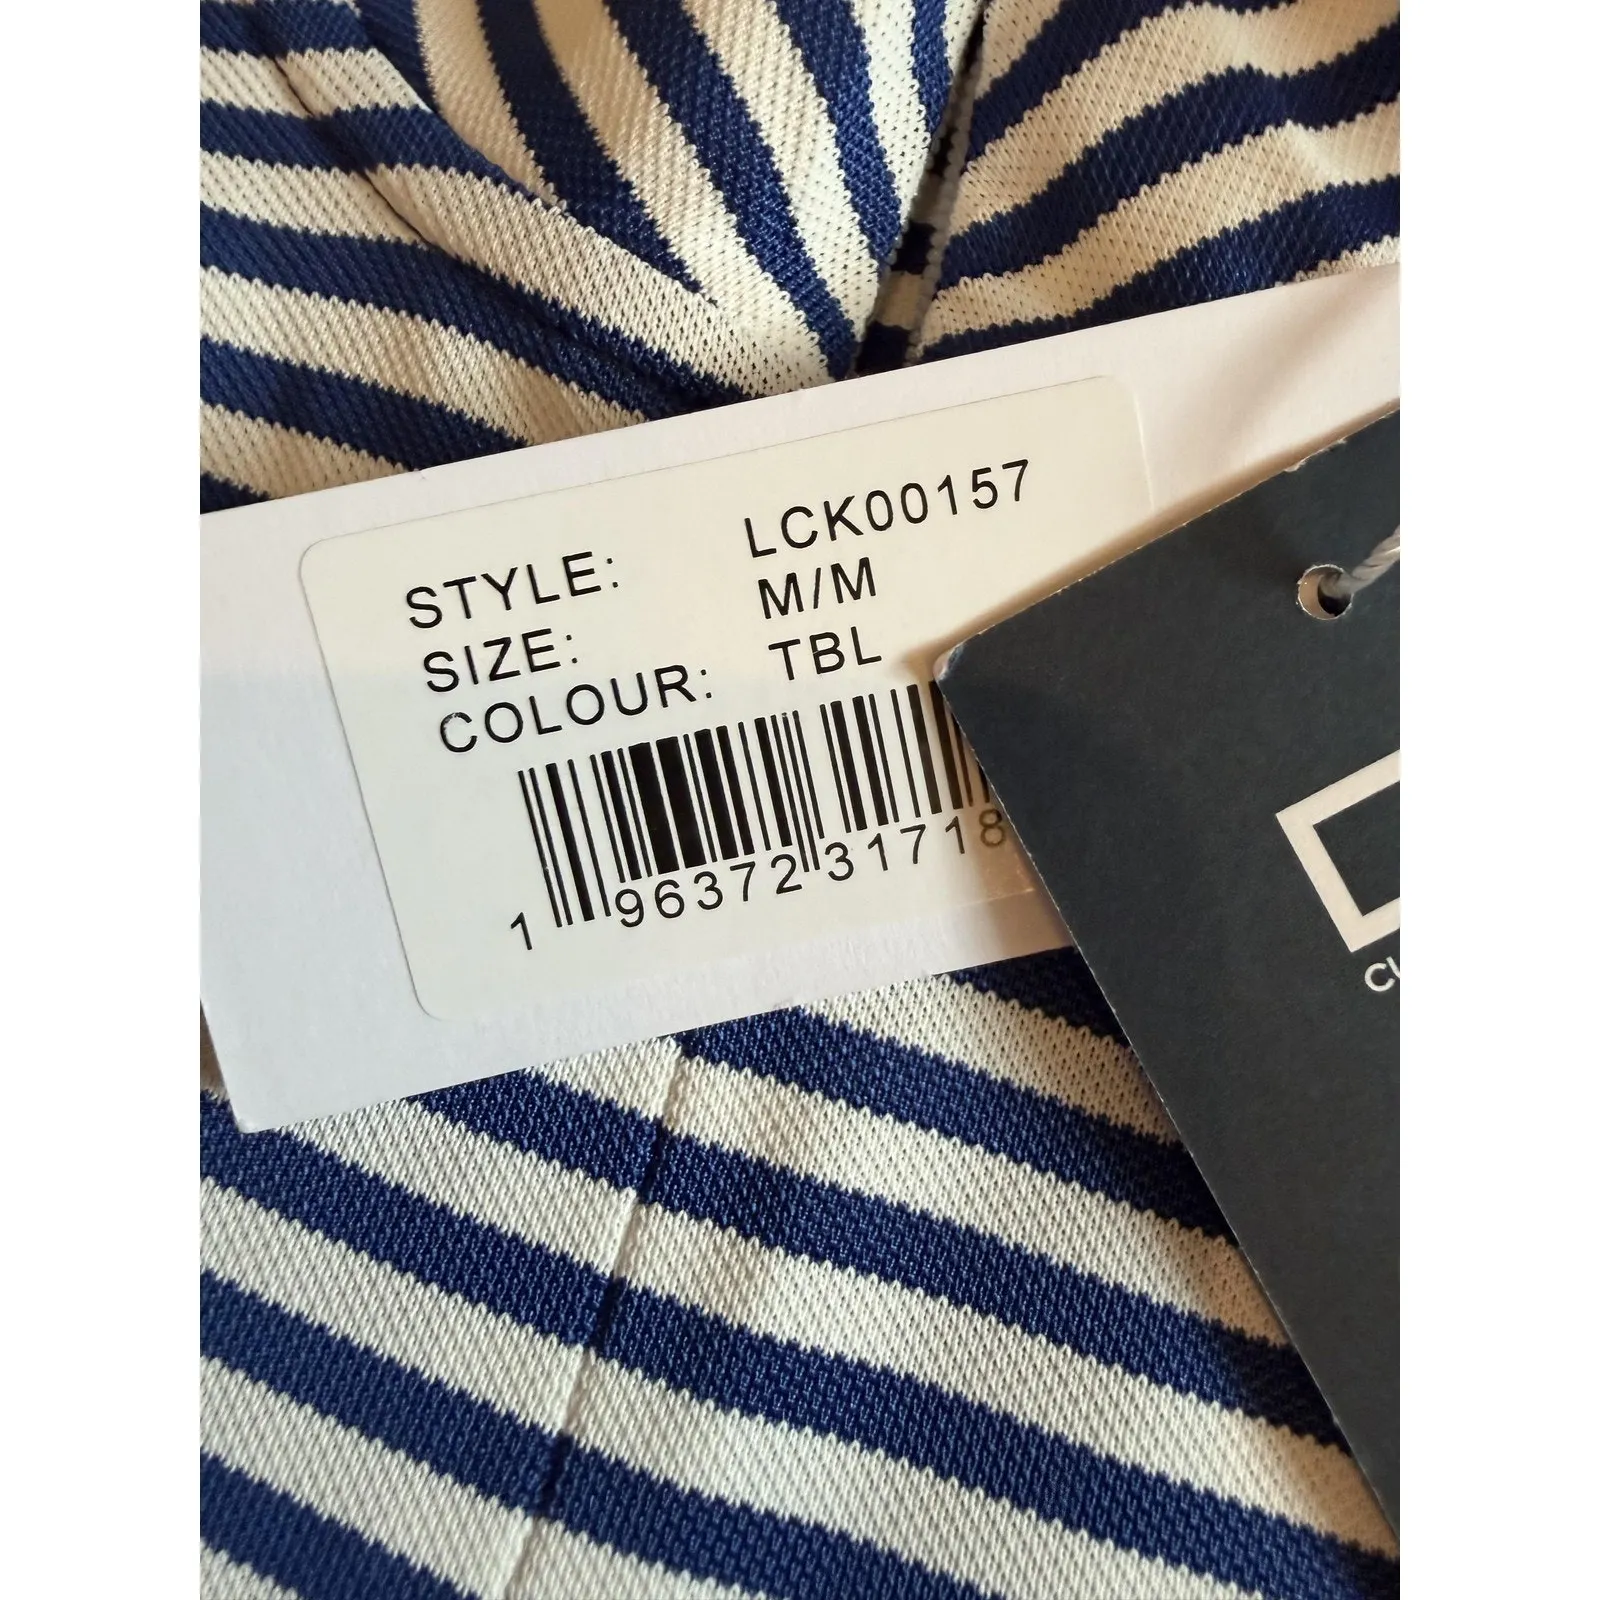 STYLE: LCK00157
SIZE: M/M
COLOUR: TBL
1 96372 31718